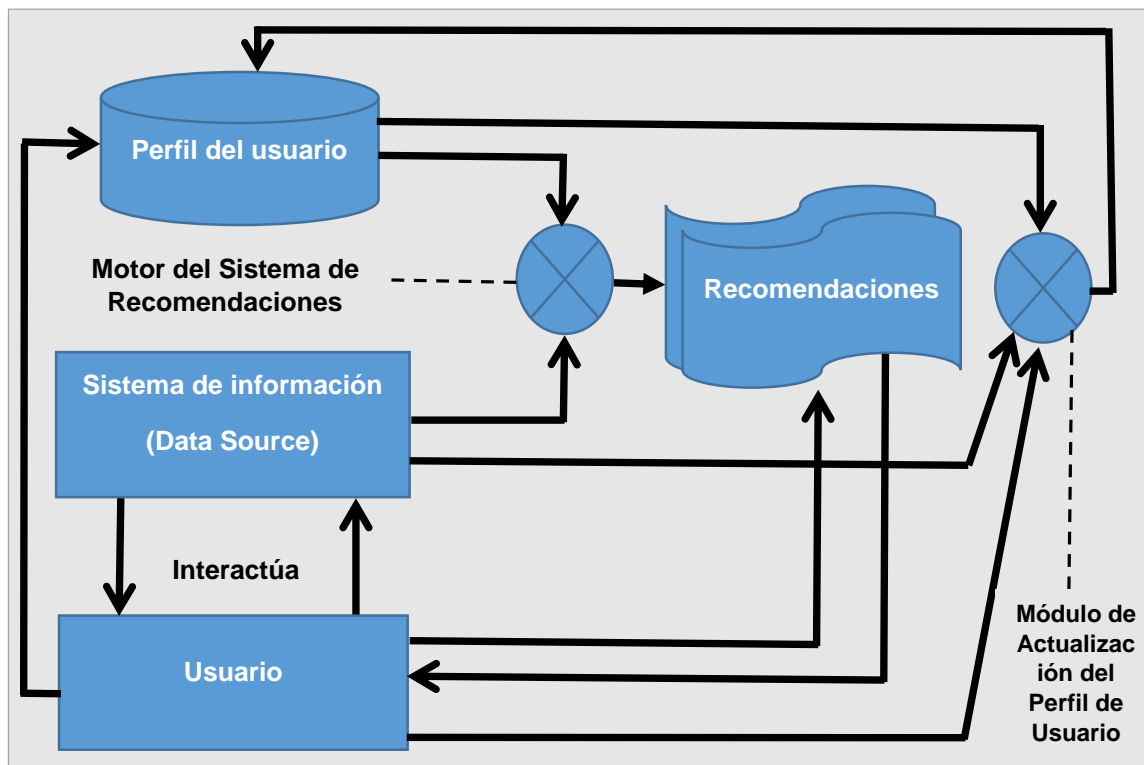 Perfil del usuario
Motor del Sistema de
Recomendaciones
Recomendaciones
Sistema de información
(Data Source)
Interactúa
Usuario
Módulo de
Actualizac
ión del
Perfil de
Usuario